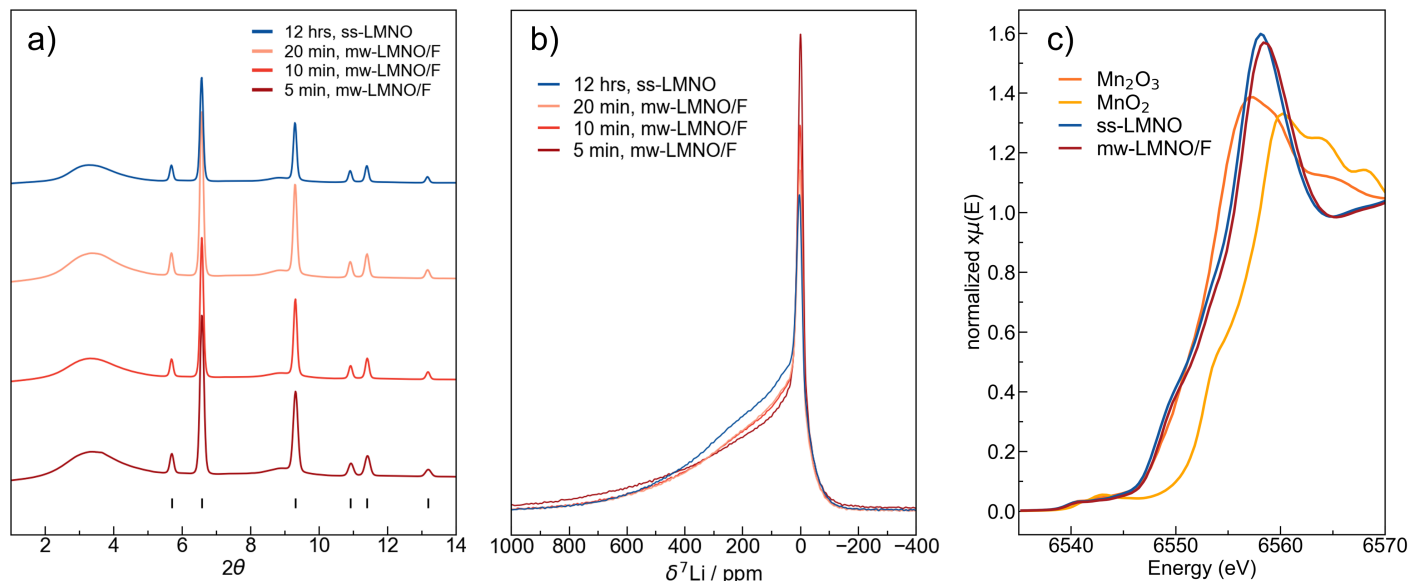 a)
12 hrs, ss-LMNO
20 min, mw-LMNO/F
10 min, mw-LMNO/F
5 min, mw-LMNO/F
2 4 6 8 10 12 14
2θ
b)
12 hrs, ss-LMNO
20 min, mw-LMNO/F
10 min, mw-LMNO/F
5 min, mw-LMNO/F
1000 800 600 400 200 0 −200 −400
δ⁷Li / ppm
c)
Mn₂O₃
MnO₂
ss-LMNO
mw-LMNO/F
normalized xμ(E)
1.6
1.4
1.2
1.0
0.8
0.6
0.4
0.2
0.0
6540 6550 6560 6570
Energy (eV)